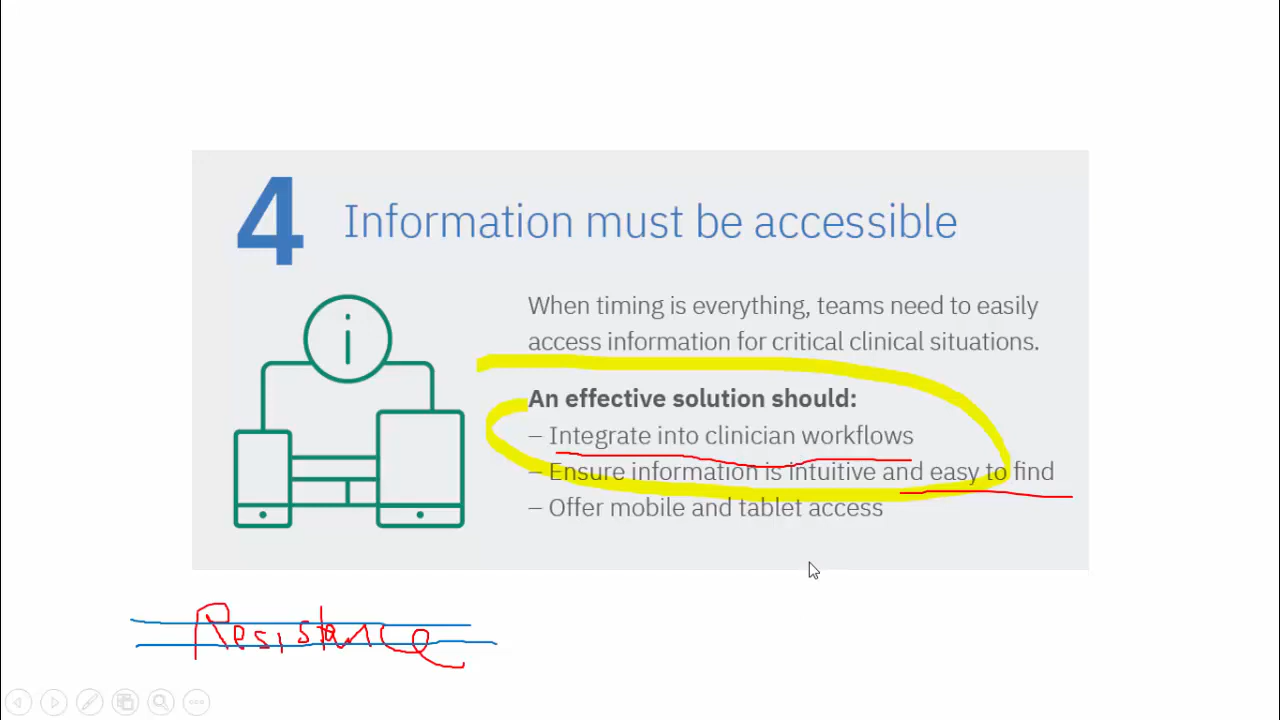 4 Information must be accessible
When timing is everything, teams need to easily
access information for critical clinical situations.
An effective solution should:
– Integrate into clinician workflows
– Ensure information is intuitive and easy to find
– Offer mobile and tablet access
Resistance